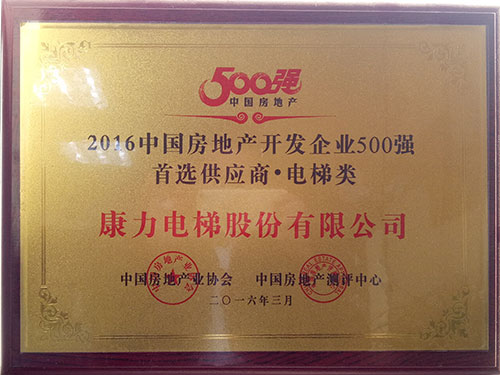 500强
中国房地产
2016中国房地产开发企业500强
首选供应商·电梯类
康力电梯股份有限公司
中国房地产业协会 中国房地产测评中心
二〇一六年三月